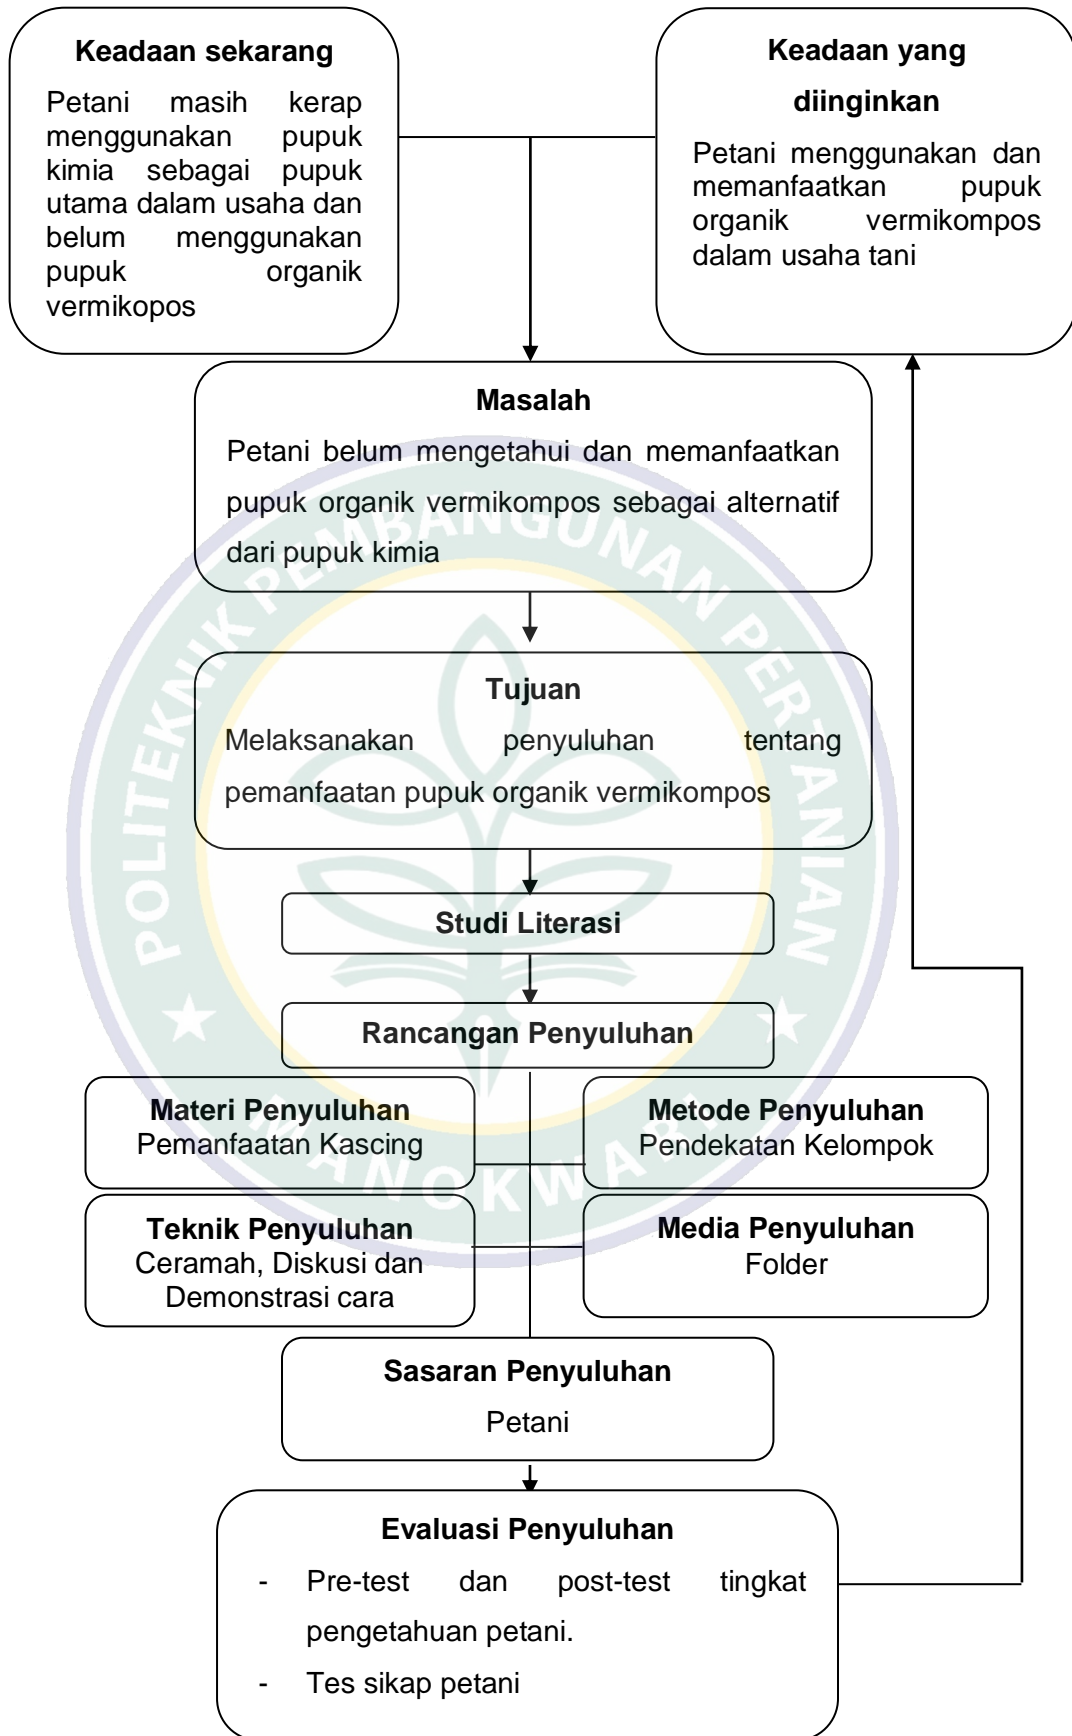 Keadaan sekarang
Petani masih kerap
menggunakan pupuk
kimia sebagai pupuk
utama dalam usaha dan
belum menggunakan
pupuk organik
vermikopos
Keadaan yang
diinginkan
Petani menggunakan dan
memanfaatkan pupuk
organik vermikompos
dalam usaha tani
Masalah
Petani belum mengetahui dan memanfaatkan
pupuk organik vermikompos sebagai alternatif
dari pupuk kimia
Tujuan
Melaksanakan penyuluhan tentang
pemanfaatan pupuk organik vermikompos
Studi Literasi
Rancangan Penyuluhan
Materi Penyuluhan
Pemanfaatan Kascing
Metode Penyuluhan
Pendekatan Kelompok
Teknik Penyuluhan
Ceramah, Diskusi dan
Demonstrasi cara
Media Penyuluhan
Folder
Sasaran Penyuluhan
Petani
Evaluasi Penyuluhan
- Pre-test dan post-test tingkat
pengetahuan petani.
- Tes sikap petani
POLITEKNIK PEMBANGUNAN PERTANIAN
MANOKWARI